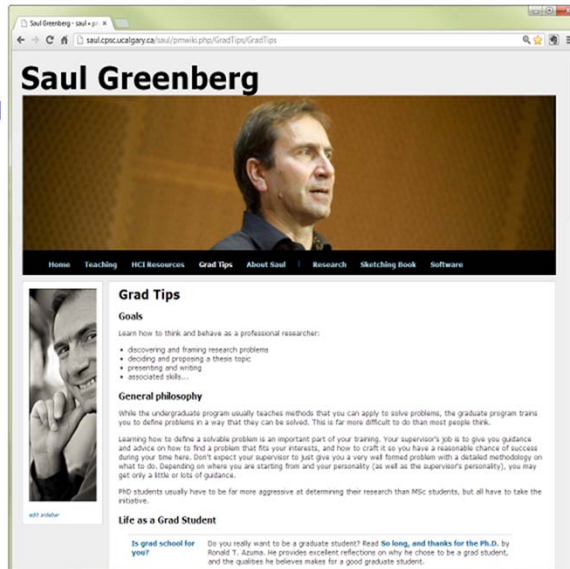 Saul Greenberg - saul • p
saul.cpsc.ucalgary.ca/saul/pmwiki.php/GradTips/GradTips
Saul Greenberg
Home Teaching HCI Resources Grad Tips About Saul | Research Sketching Book Software
Grad Tips
Goals
Learn how to think and behave as a professional researcher:
• discovering and framing research problems
• deciding and proposing a thesis topic
• presenting and writing
• associated skills...
General philosophy
While the undergraduate program usually teaches methods that you can apply to solve problems, the graduate program trains
you to define problems in a way that they can be solved. This is far more difficult to do than most people think.
Learning how to define a solvable problem is an important part of your training. Your supervisor's job is to give you guidance
and advice on how to find a problem that fits your interests, and how to craft it so you have a reasonable chance of success
during your time here. Don't expect your supervisor to just give you a very well formed problem with a detailed methodology on
what to do. Depending on where you are starting from and your personality (as well as the supervisor's personality), you may
get only a little or lots of guidance.
PhD students usually have to be far more aggressive at determining their research than MSc students, but all have to take the
initiative.
edit sidebar
Life as a Grad Student
Is grad school for
you?
Do you really want to be a graduate student? Read So long, and thanks for the Ph.D. by
Ronald T. Azuma. He provides excellent reflections on why he chose to be a grad student,
and the qualities he believes makes for a good graduate student.